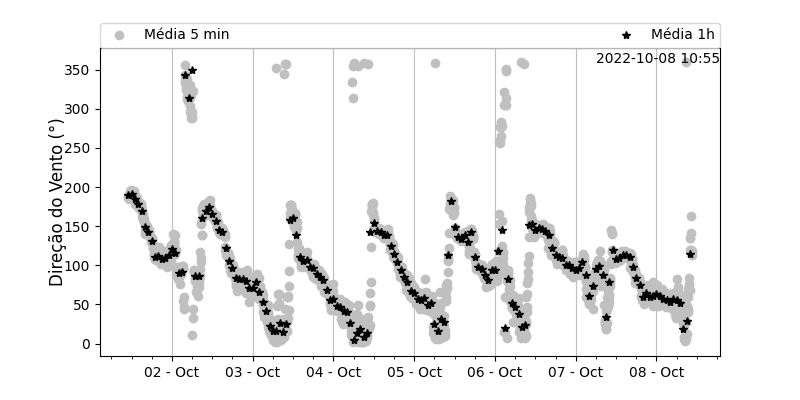 Média 5 min
Média 1h
2022-10-08 10:55
Direção do Vento (°)
350
300
250
200
150
100
50
0
02 - Oct
03 - Oct
04 - Oct
05 - Oct
06 - Oct
07 - Oct
08 - Oct